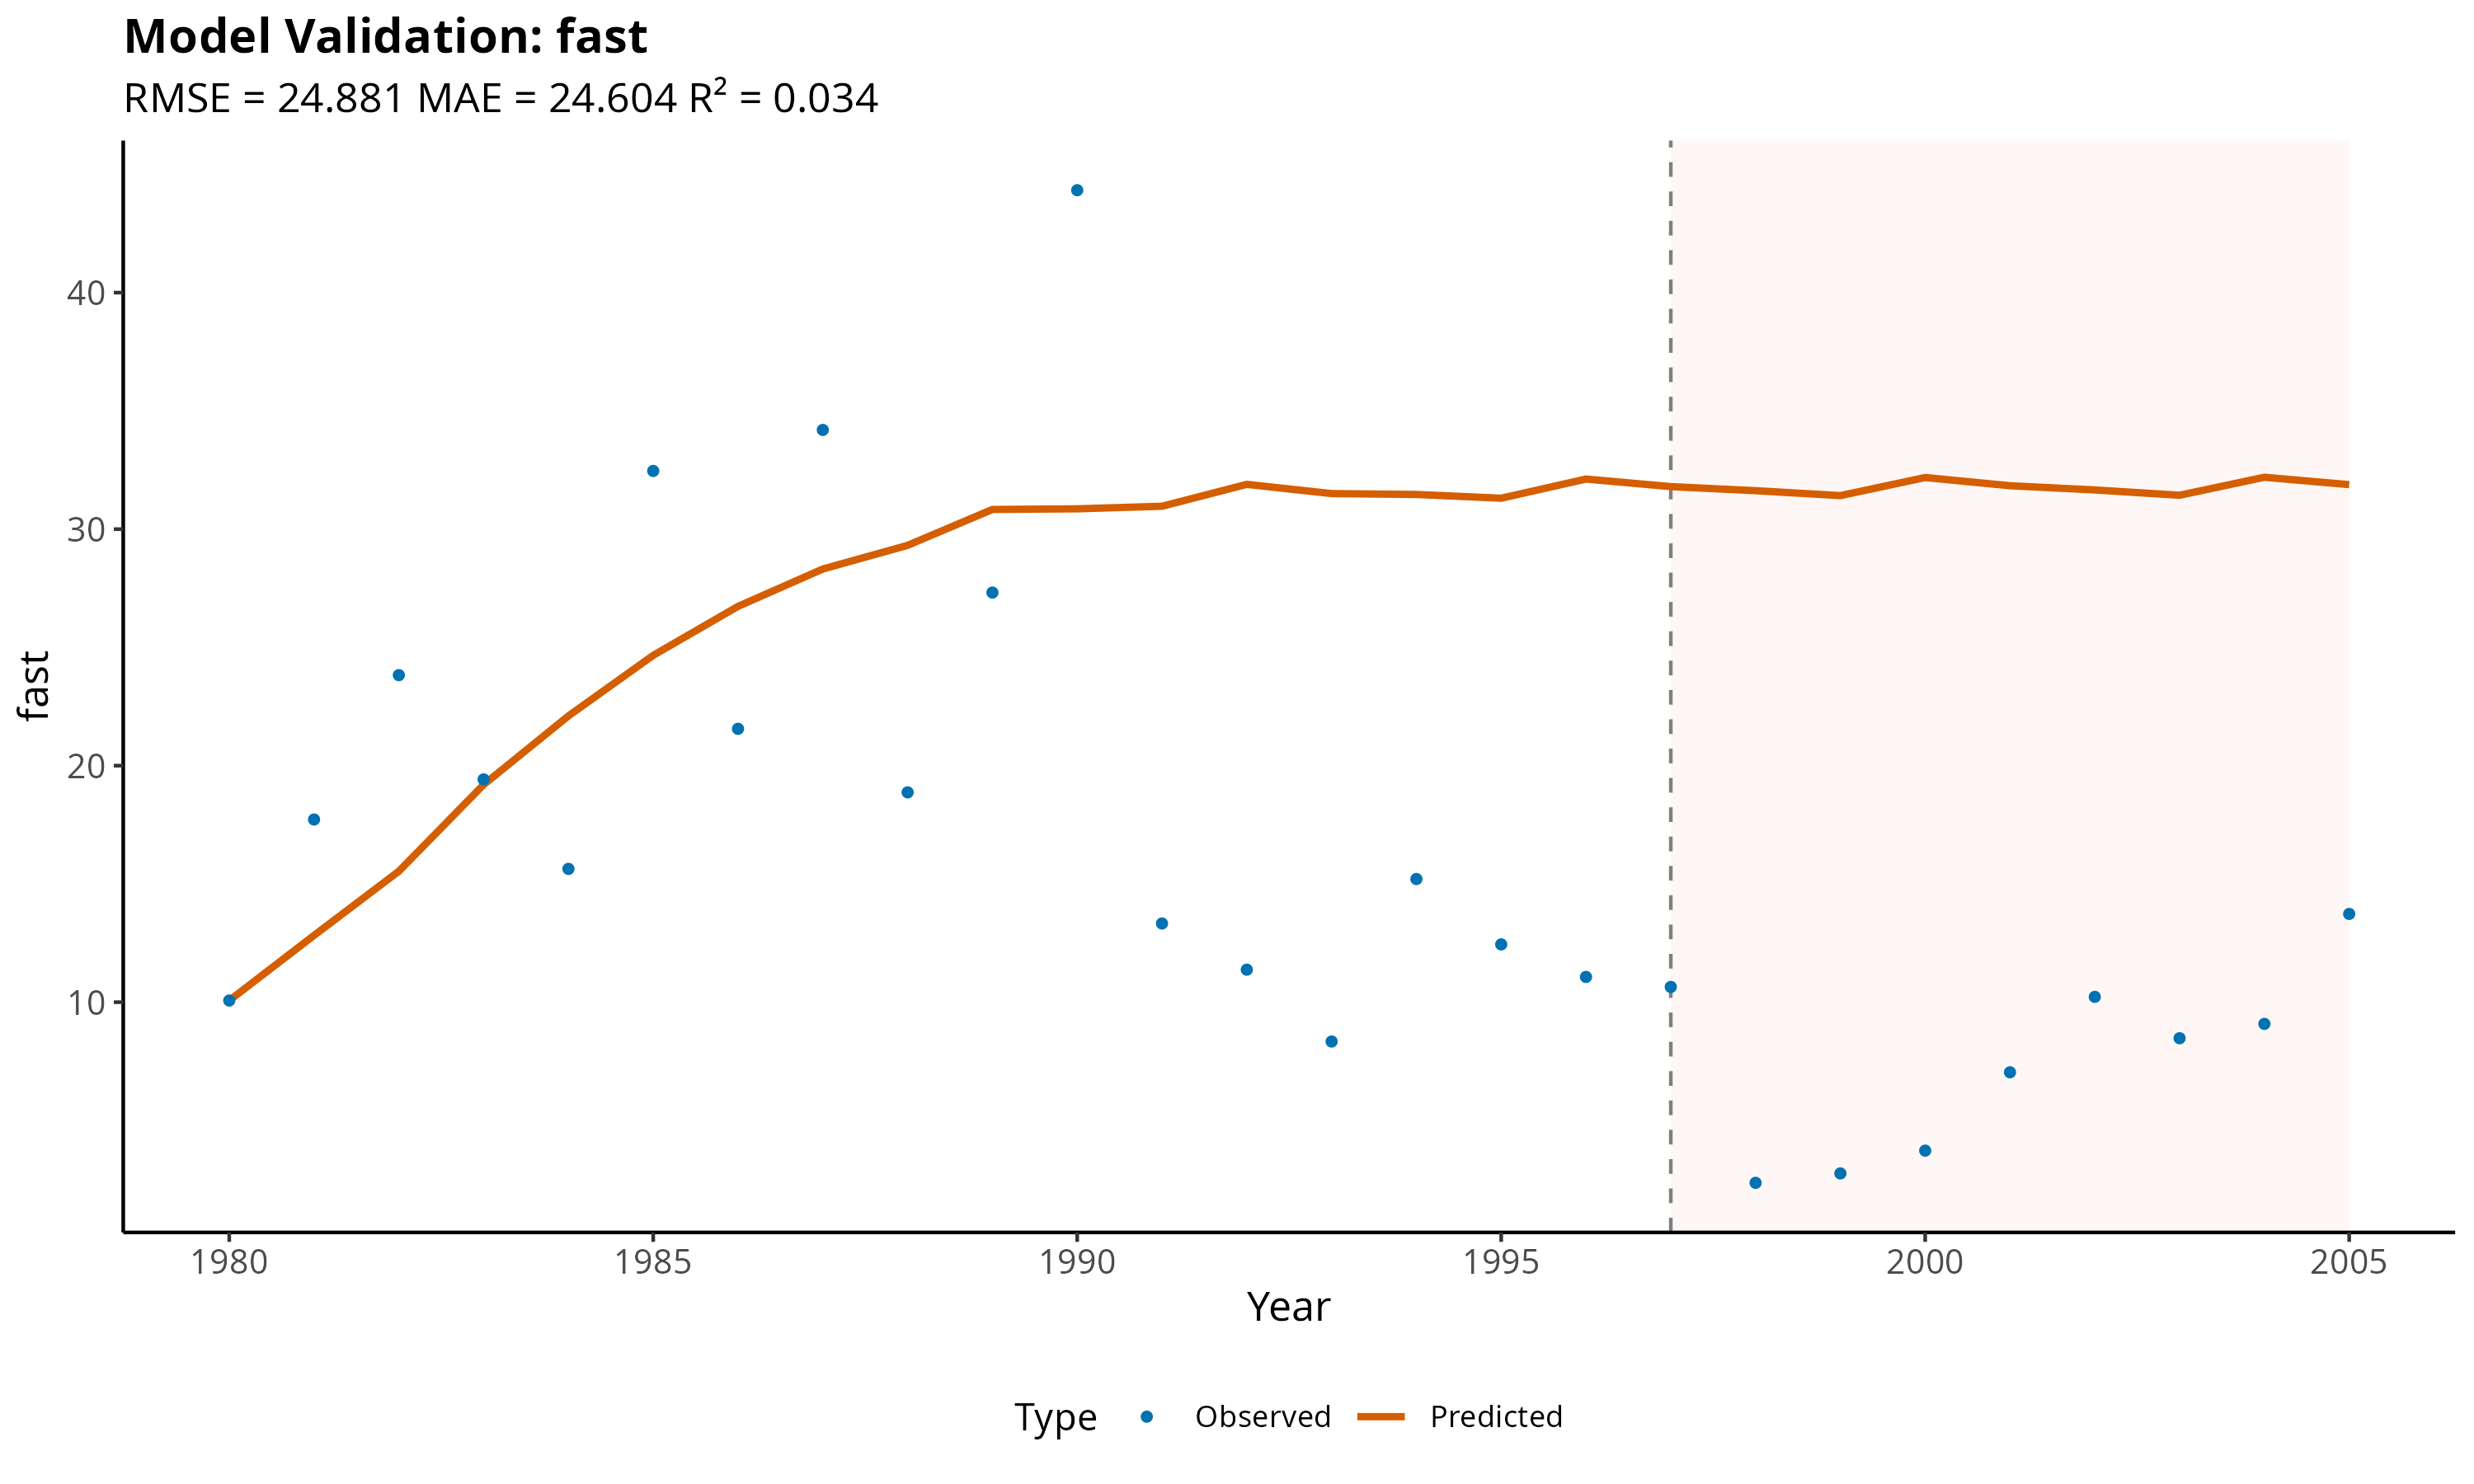 Model Validation: fast
RMSE = 24.881 MAE = 24.604 R² = 0.034
fast
40
30
20
10
1980 1985 1990 1995 2000 2005
Year
Type Observed Predicted